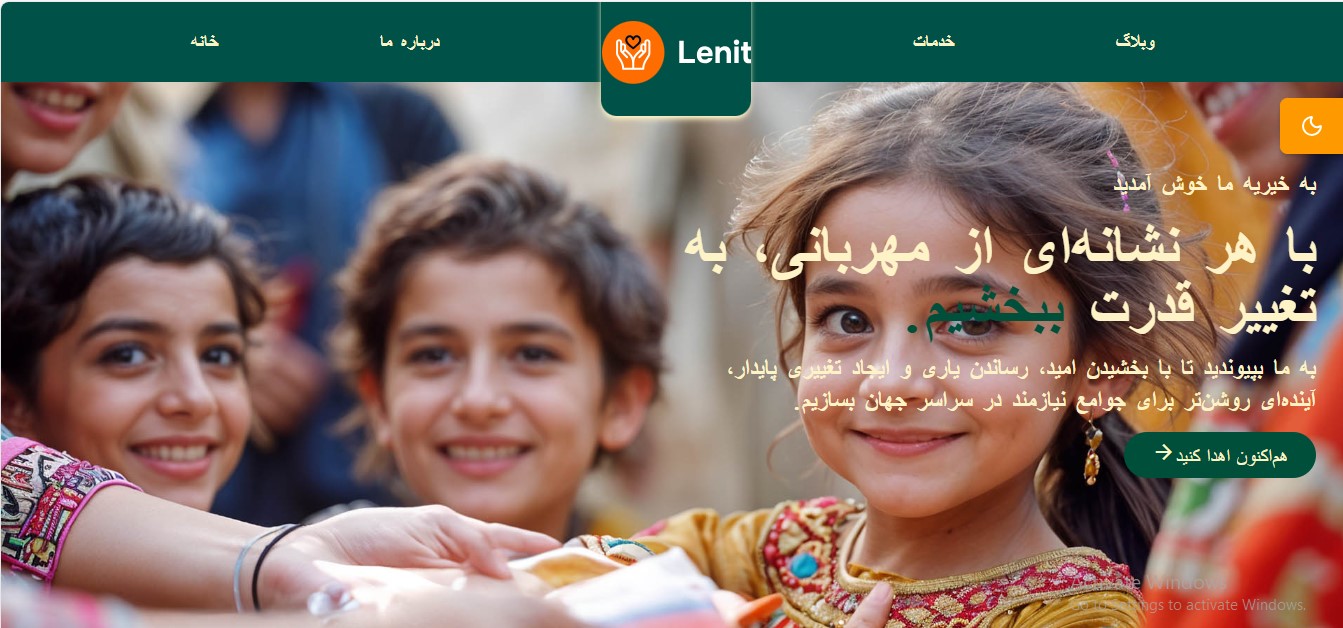 وبلاگ
خدمات
Lenit
درباره ما
خانه
به خیریه ما خوش آمدید
با هر نشانه‌ای از مهربانی، به
تغییر قدرت ببخشیم.
به ما بپیوندید تا با بخشیدن امید، رساندن یاری و ایجاد تغییری پایدار،
آینده‌ای روشن‌تر برای جوامع نیازمند در سراسر جهان بسازیم.
هم‌اکنون اهدا کنید
Activate Windows
Go to Settings to activate Windows.